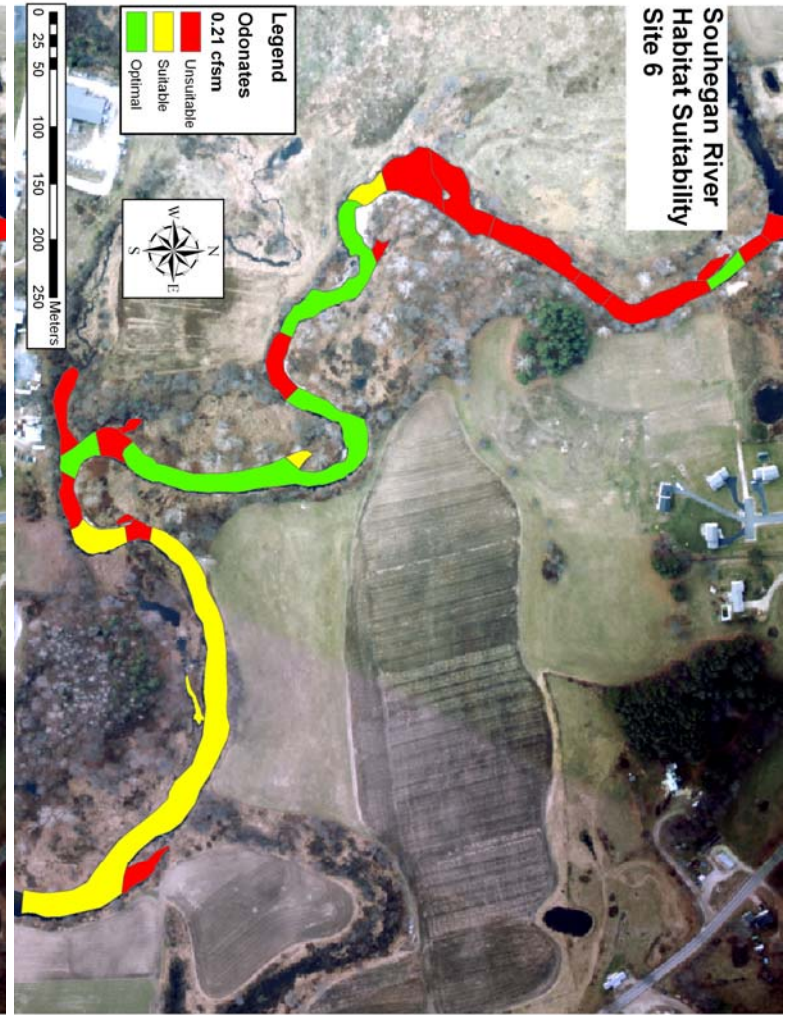 Souhegan River
Habitat Suitability
Site 6
Legend
Odonates
0.21 cfsm
Unsuitable
Suitable
Optimal
N
W
E
S
0 25 50 100 150 200 250
Meters